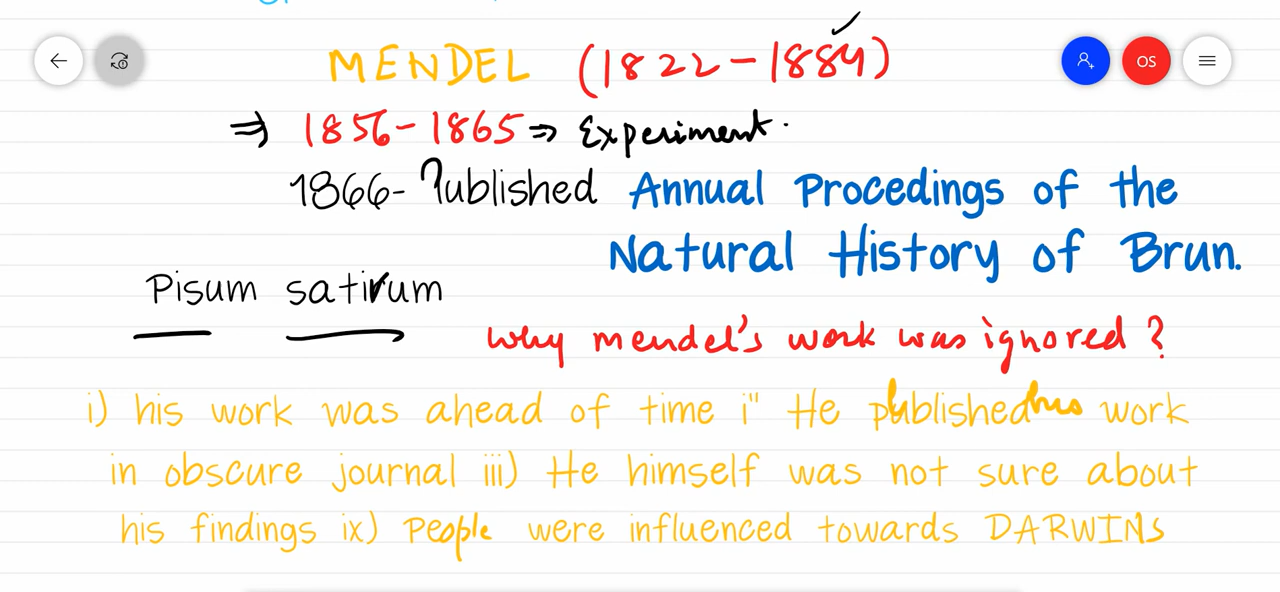 MENDEL (1822-1884)
⇒ 1856-1865 ⇒ Experiment.
OS
1866- Published Annual Procedings of the
Natural History of Brun.
Pisum sativum
Why mendel's work was ignored?
i) his work was ahead of time i" He published his work
in obscure journal iii) He himself was not sure about
his findings ix) People were influenced towards DARWINS